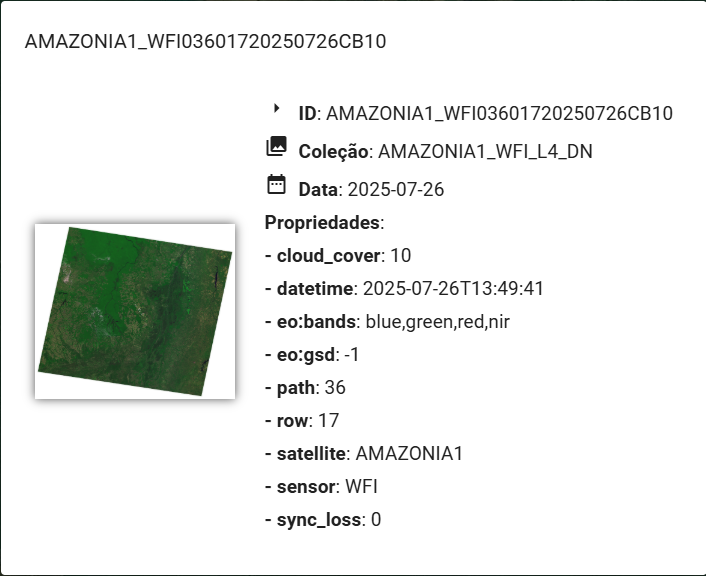 AMAZONIA1_WFI03601720250726CB10
ID: AMAZONIA1_WFI03601720250726CB10
Coleção: AMAZONIA1_WFI_L4_DN
Data: 2025-07-26
Propriedades:
- cloud_cover: 10
- datetime: 2025-07-26T13:49:41
- eo:bands: blue,green,red,nir
- eo:gsd: -1
- path: 36
- row: 17
- satellite: AMAZONIA1
- sensor: WFI
- sync_loss: 0